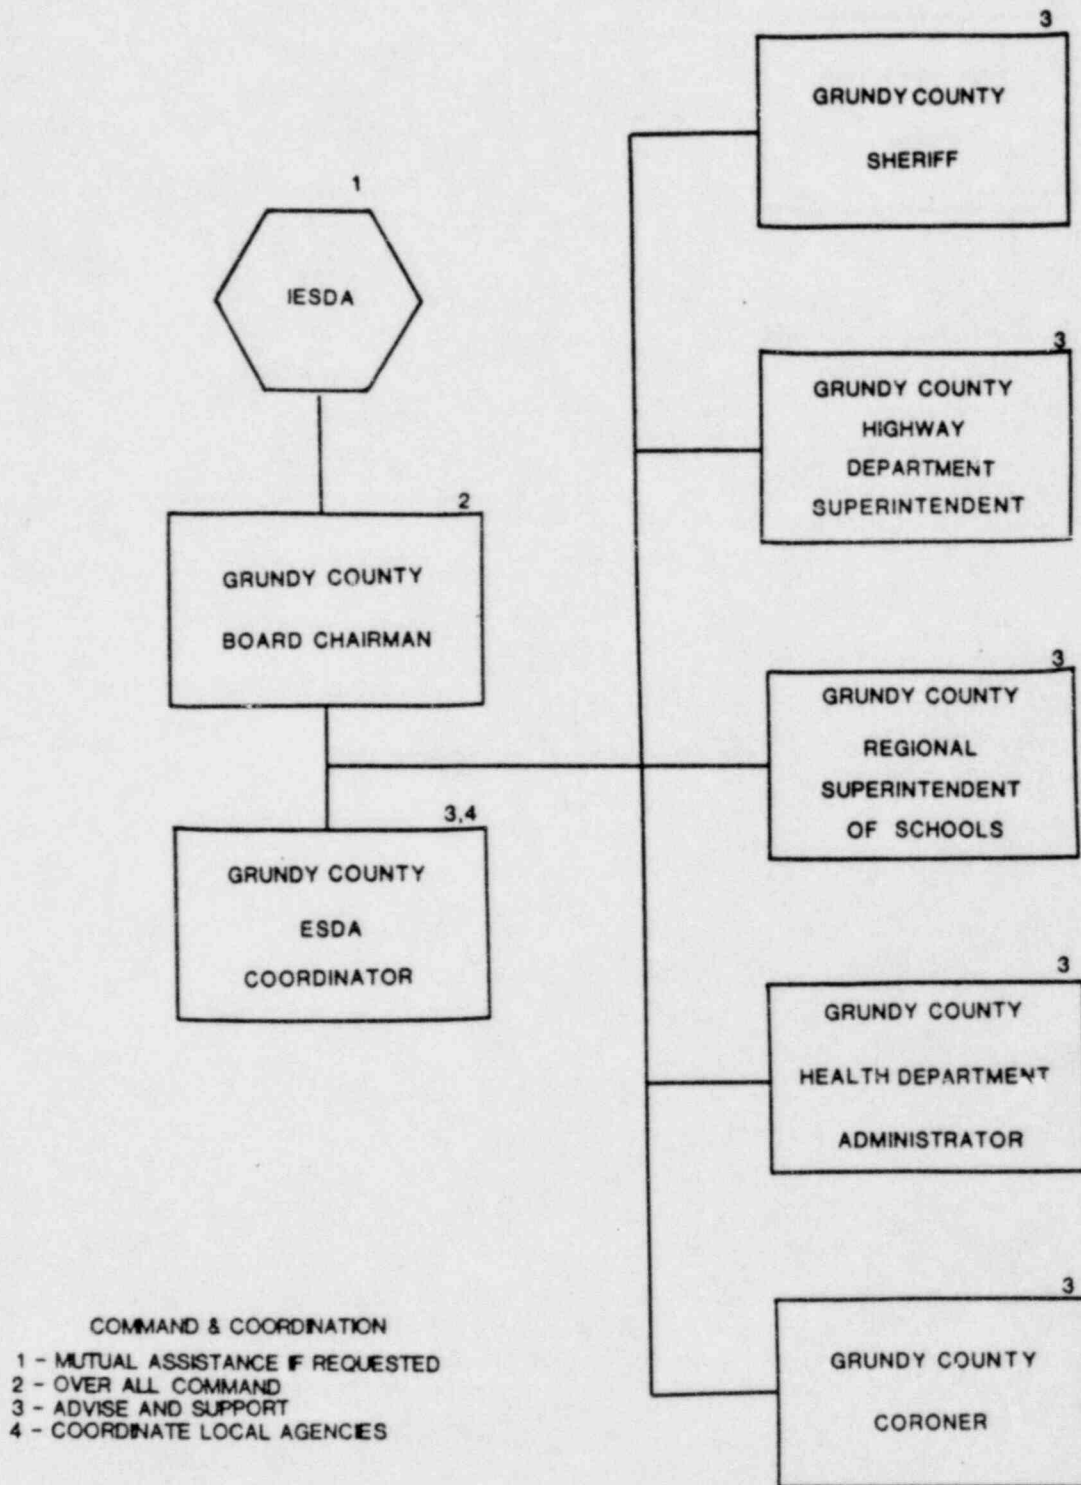 1
IESDA
2
GRUNDY COUNTY
BOARD CHAIRMAN
3,4
GRUNDY COUNTY
ESDA
COORDINATOR
3
GRUNDY COUNTY
SHERIFF
3
GRUNDY COUNTY
HIGHWAY
DEPARTMENT
SUPERINTENDENT
3
GRUNDY COUNTY
REGIONAL
SUPERINTENDENT
OF SCHOOLS
3
GRUNDY COUNTY
HEALTH DEPARTMENT
ADMINISTRATOR
3
GRUNDY COUNTY
CORONER
COMMAND & COORDINATION
1 - MUTUAL ASSISTANCE IF REQUESTED
2 - OVER ALL COMMAND
3 - ADVISE AND SUPPORT
4 - COORDINATE LOCAL AGENCIES